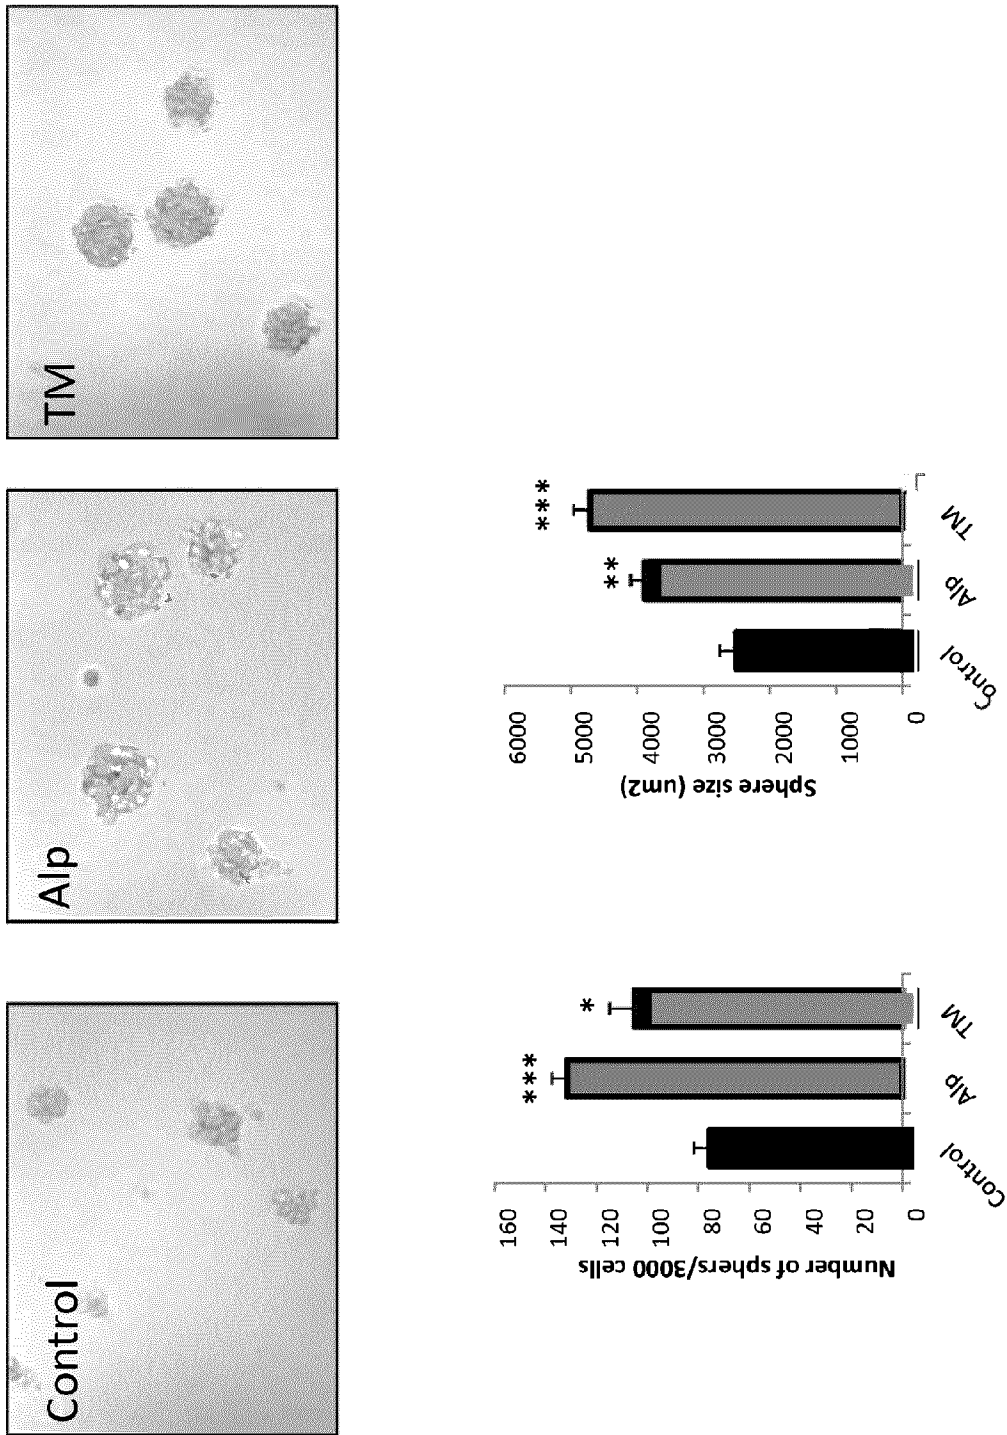 Control
Alp
TM
Number of sphers/3000 cells
160
140
120
100
80
60
40
20
0
***
*
Control
Alp
TM
Sphere size (um2)
6000
5000
4000
3000
2000
1000
0
**
***
Control
Alp
TM